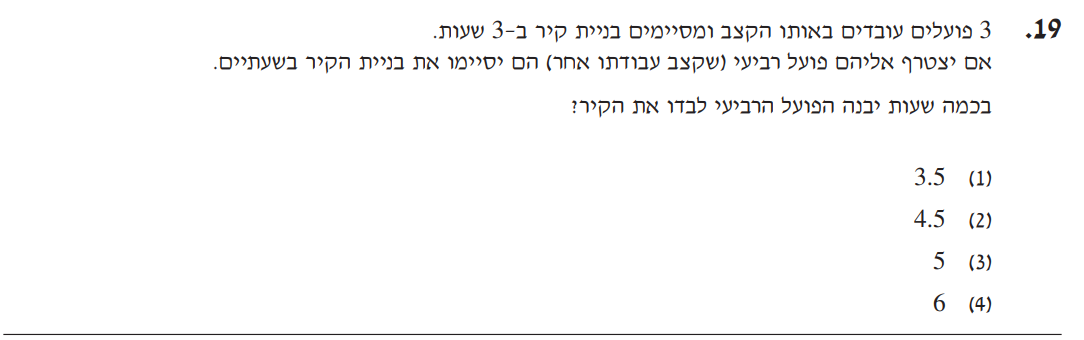 19. 3 פועלים עובדים באותו הקצב ומסיימים בניית קיר ב-3 שעות.
אם יצטרף אליהם פועל רביעי (שקצב עבודתו אחר) הם יסיימו את בניית הקיר בשעתיים.
בכמה שעות יבנה הפועל הרביעי לבדו את הקיר?
(1) 3.5
(2) 4.5
(3) 5
(4) 6